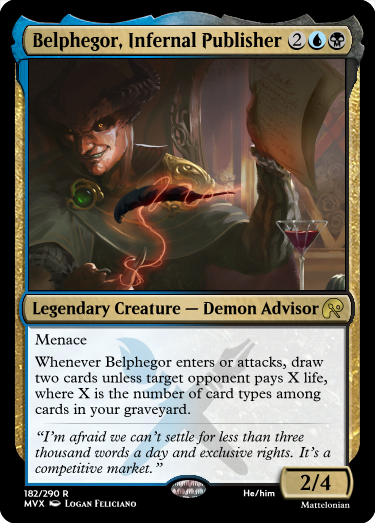 Belphegor, Infernal Publisher 2
Legendary Creature — Demon Advisor
Menace
Whenever Belphegor enters or attacks, draw
two cards unless target opponent pays X life,
where X is the number of card types among
cards in your graveyard.
“I’m afraid we can’t settle for less than three
thousand words a day and exclusive rights. It’s a
competitive market.”
2/4
182/290 R He/him
MVX Logan Feliciano Mattelonian